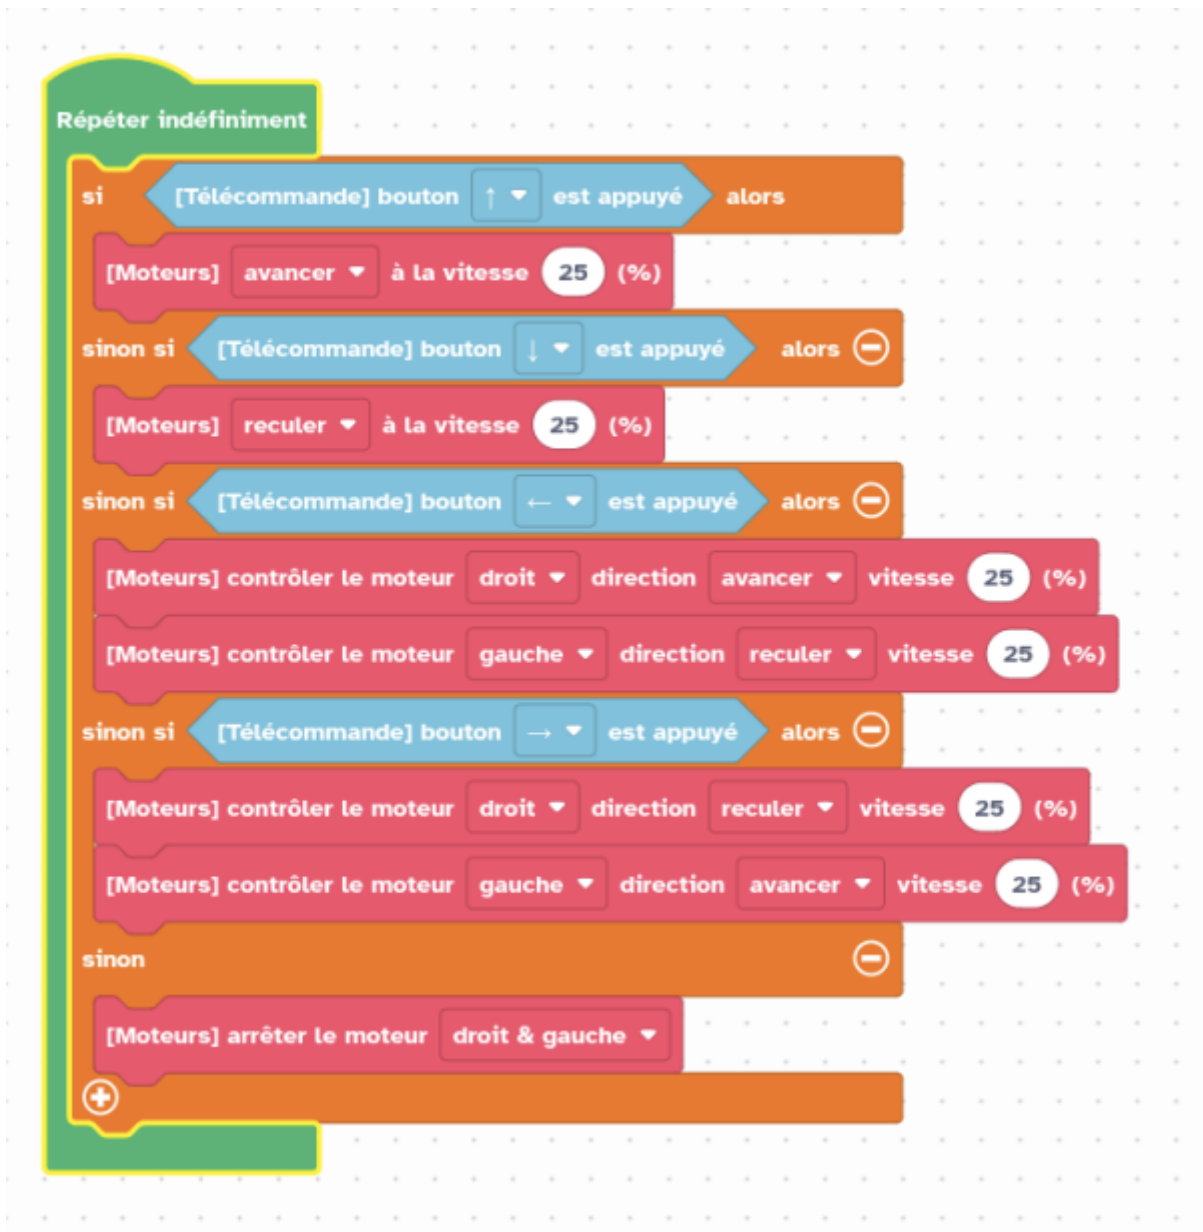 Répéter indéfiniment
si [Télécommande] bouton ↑ est appuyé alors
[Moteurs] avancer à la vitesse 25 (%)
sinon si [Télécommande] bouton ↓ est appuyé alors
[Moteurs] reculer à la vitesse 25 (%)
sinon si [Télécommande] bouton ← est appuyé alors
[Moteurs] contrôler le moteur droit direction avancer vitesse 25 (%)
[Moteurs] contrôler le moteur gauche direction reculer vitesse 25 (%)
sinon si [Télécommande] bouton → est appuyé alors
[Moteurs] contrôler le moteur droit direction reculer vitesse 25 (%)
[Moteurs] contrôler le moteur gauche direction avancer vitesse 25 (%)
sinon
[Moteurs] arrêter le moteur droit & gauche